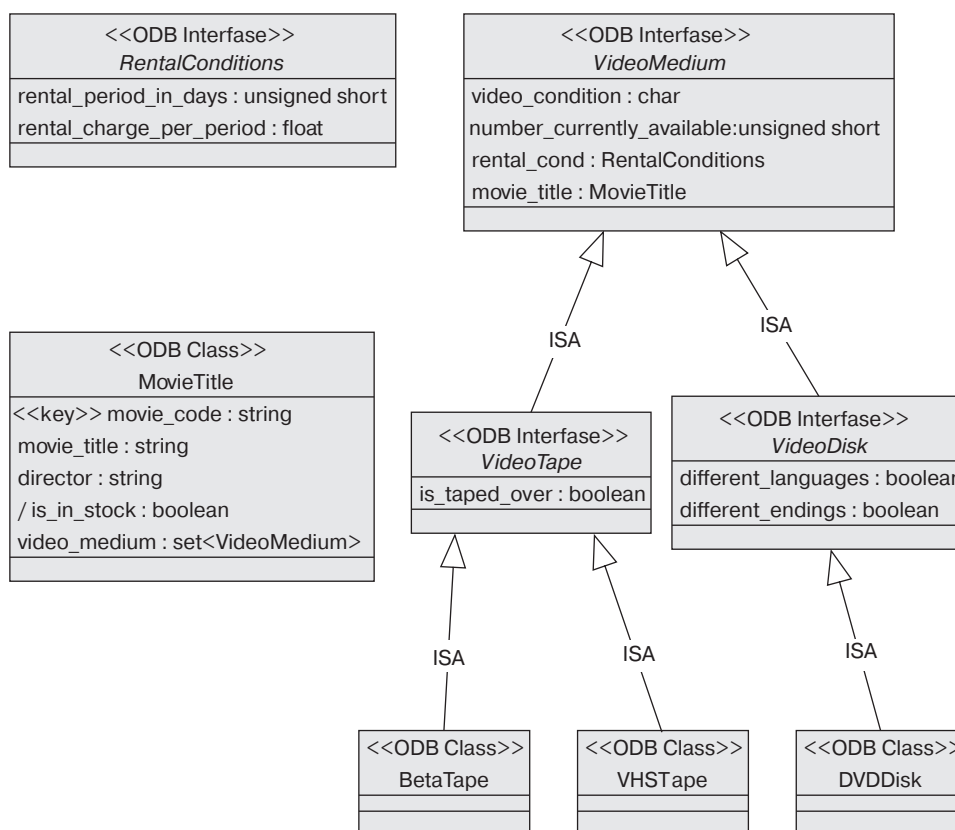 <<ODB Interfase>>
RentalConditions
rental_period_in_days : unsigned short
rental_charge_per_period : float
<<ODB Interfase>>
VideoMedium
video_condition : char
number_currently_available:unsigned short
rental_cond : RentalConditions
movie_title : MovieTitle
ISA
ISA
<<ODB Class>>
MovieTitle
<<key>> movie_code : string
movie_title : string
director : string
/ is_in_stock : boolean
video_medium : set<VideoMedium>
<<ODB Interfase>>
VideoTape
is_taped_over : boolean
<<ODB Interfase>>
VideoDisk
different_languages : boolean
different_endings : boolean
ISA
ISA
ISA
<<ODB Class>>
BetaTape
<<ODB Class>>
VHSTape
<<ODB Class>>
DVDDisk